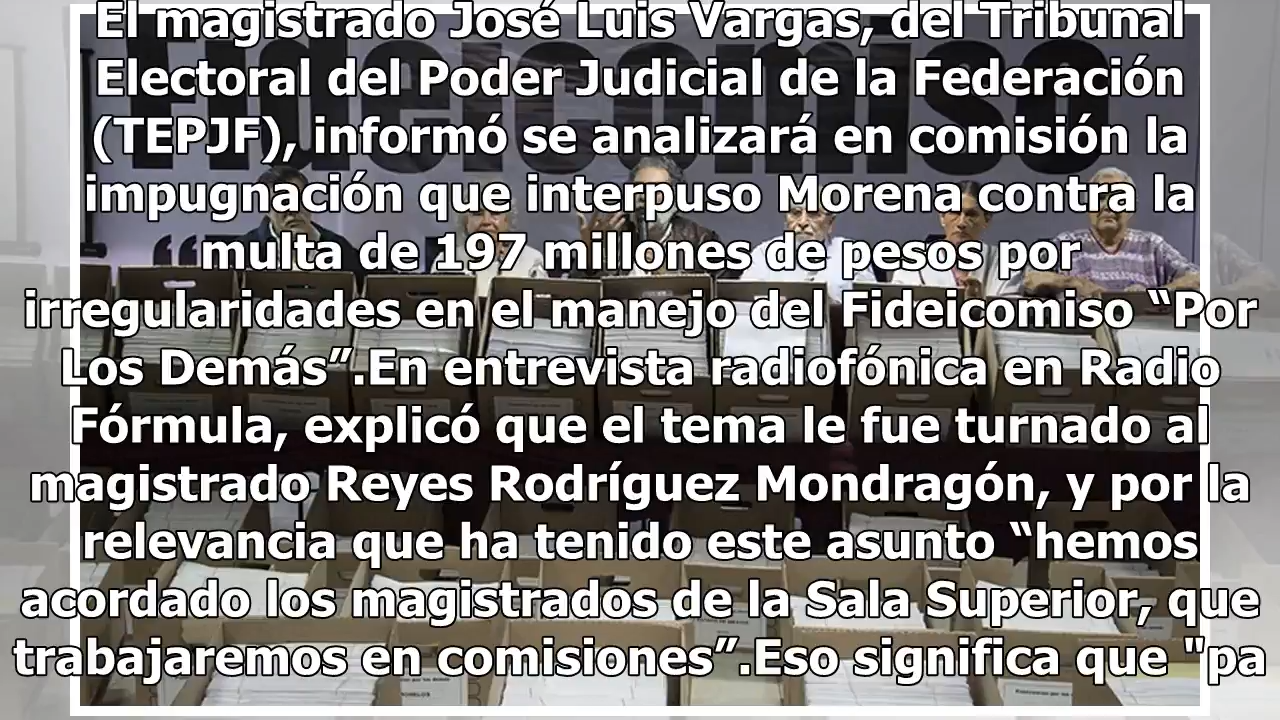 El magistrado José Luis Vargas, del Tribunal
Electoral del Poder Judicial de la Federación
(TEPJF), informó se analizará en comisión la
impugnación que interpuso Morena contra la
multa de 197 millones de pesos por
irregularidades en el manejo del Fideicomiso “Por
Los Demás”.En entrevista radiofónica en Radio
Fórmula, explicó que el tema le fue turnado al
magistrado Reyes Rodríguez Mondragón, y por la
relevancia que ha tenido este asunto “hemos
acordado los magistrados de la Sala Superior, que
trabajaremos en comisiones”.Eso significa que "pa
Fideicomiso
MORELOS